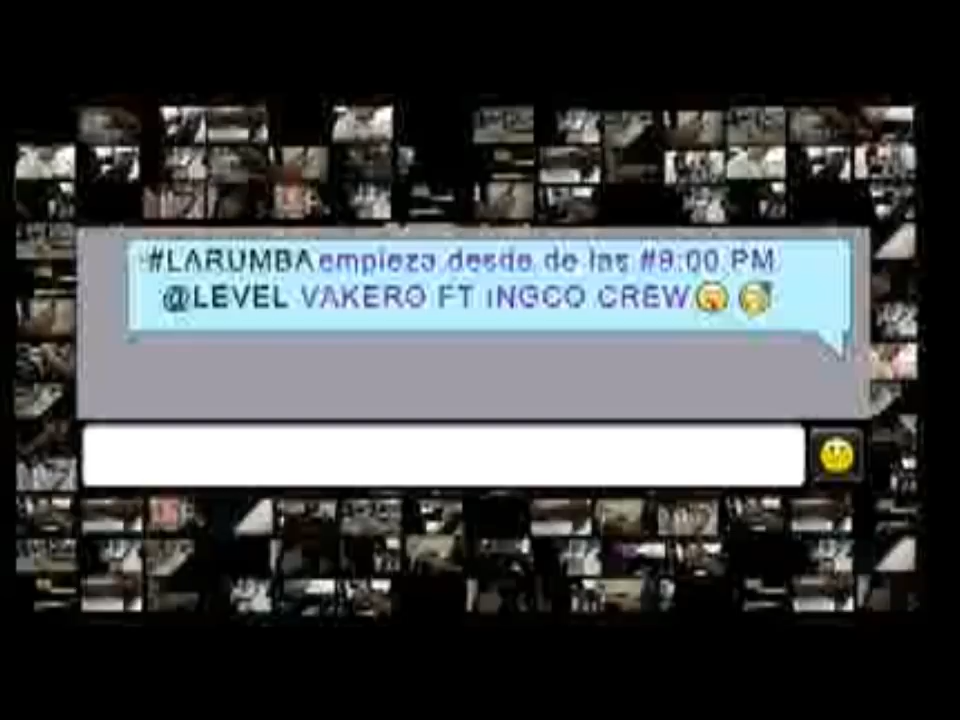 #LARUMBA empieza desde de las #9:00 PM
@LEVEL VAKERO FT INGCO CREW